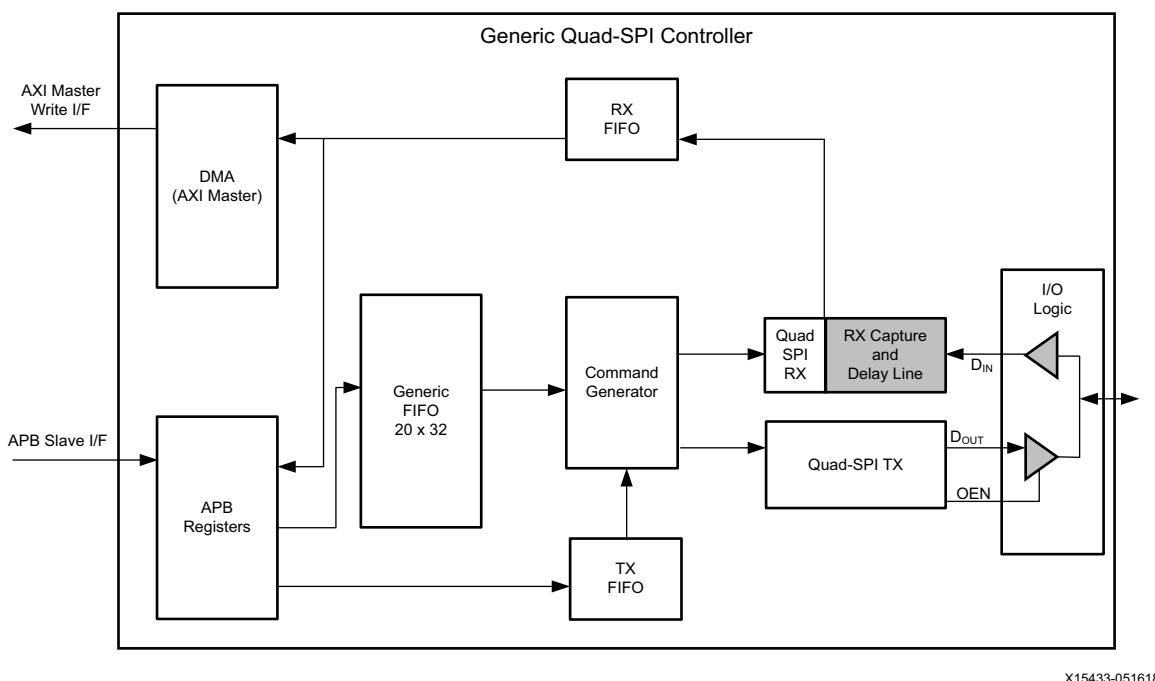 Generic Quad-SPI Controller
AXI Master
Write I/F
DMA
(AXI Master)
RX
FIFO
I/O
Logic
Quad
SPI
RX
RX Capture
and
Delay Line
DIN
Generic
FIFO
20 x 32
Command
Generator
APB Slave I/F
APB
Registers
Quad-SPI TX
DOUT
OEN
TX
FIFO
X15433-051618